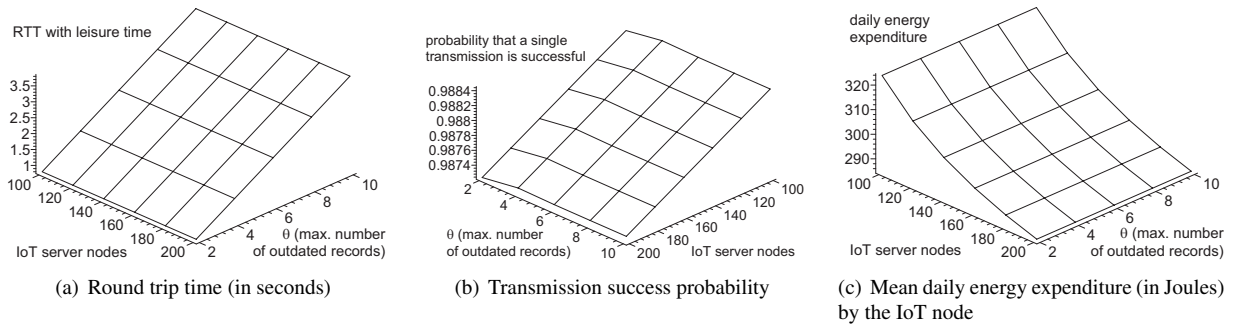 RTT with leisure time
3.5
3
2.5
2
1.5
1
100
120
140
160
180
200
IoT server nodes
2
4
6
8
10
θ (max. number
of outdated records)
(a) Round trip time (in seconds)
probability that a single
transmission is successful
0.9884
0.9882
0.988
0.9878
0.9876
0.9874
2
4
6
8
10
θ (max. number
of outdated records)
200
180
160
140
120
100
IoT server nodes
(b) Transmission success probability
daily energy
expenditure
320
310
300
290
100
120
140
160
180
200
IoT server nodes
2
4
6
8
10
θ (max. number
of outdated records)
(c) Mean daily energy expenditure (in Joules)
by the IoT node